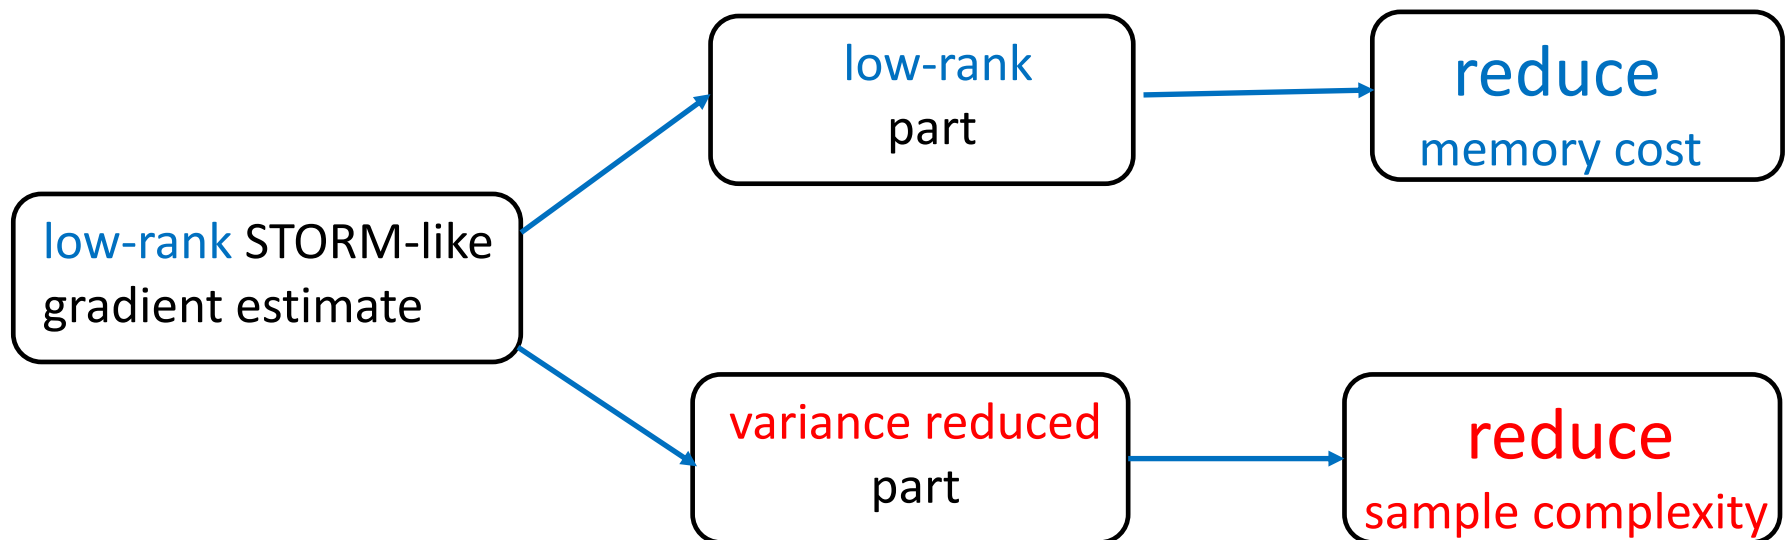 low-rank STORM-like
gradient estimate
low-rank
part
reduce
memory cost
variance reduced
part
reduce
sample complexity